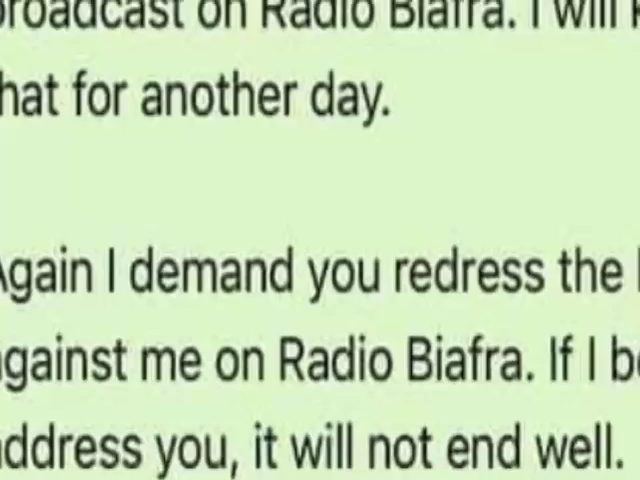 broadcast on Radio Biafra. I will
that for another day.
Again I demand you redress the
against me on Radio Biafra. If I
address you, it will not end well.